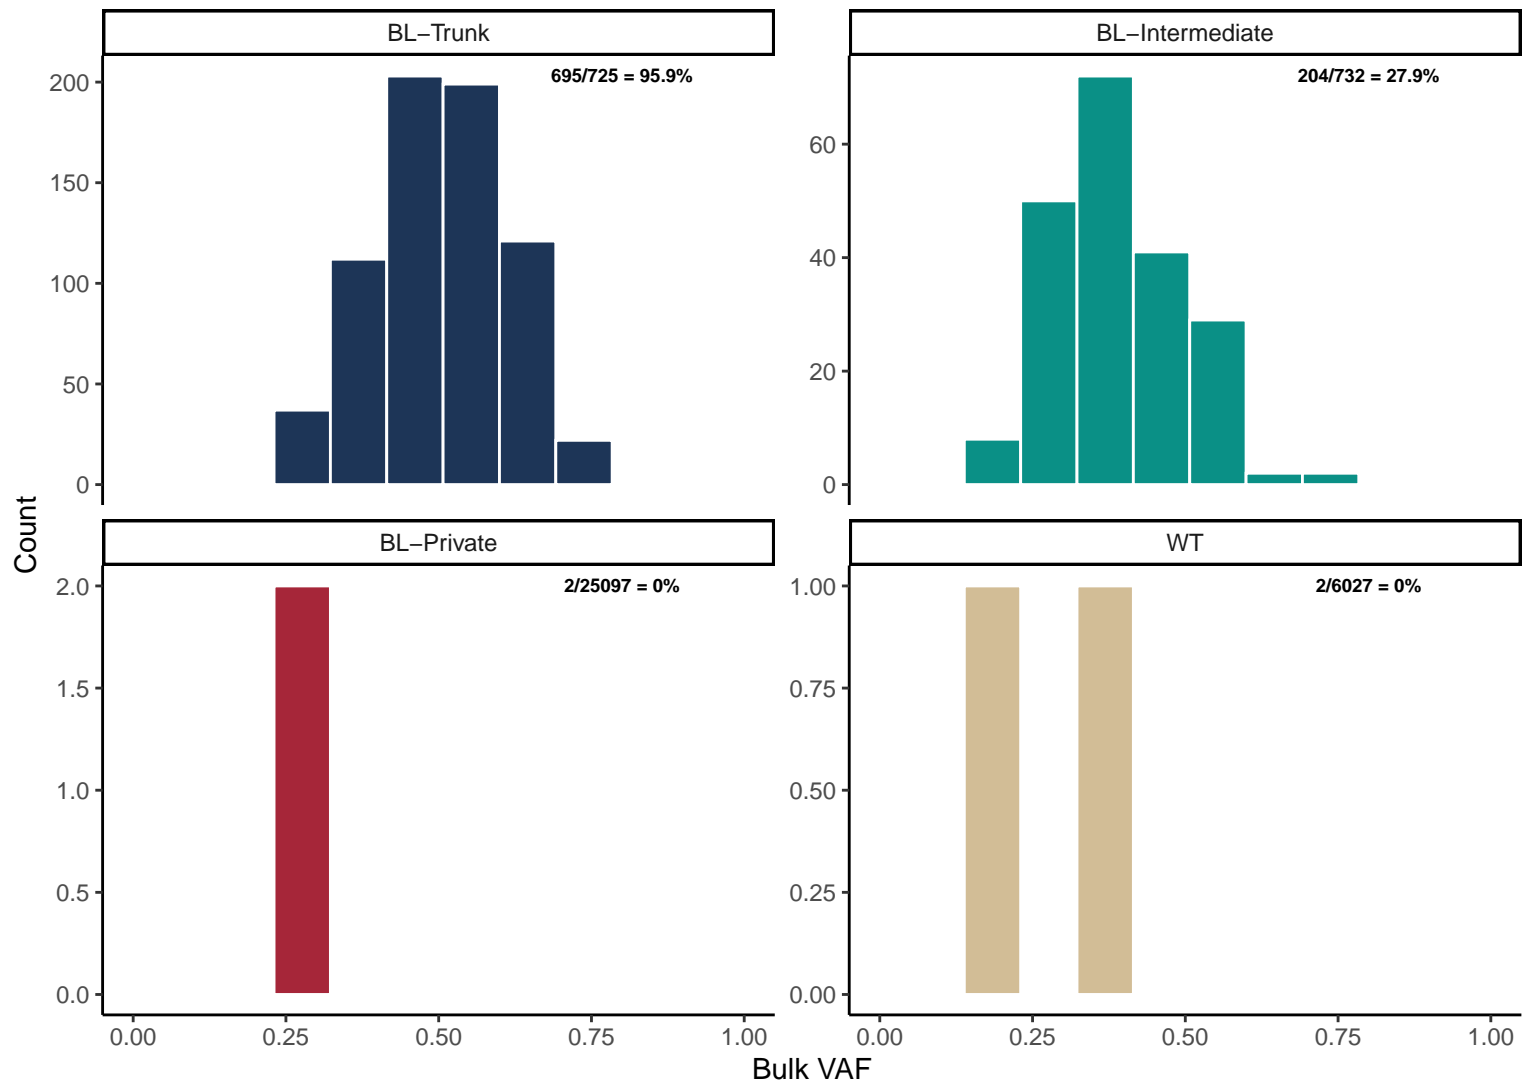 BL−Trunk
695/725 = 95.9%
200
150
100
50
0
BL−Intermediate
204/732 = 27.9%
60
40
20
0
BL−Private
2/25097 = 0%
2.0
1.5
1.0
0.5
0.0
0.00 0.25 0.50 0.75 1.00
WT
2/6027 = 0%
1.00
0.75
0.50
0.25
0.00
0.00 0.25 0.50 0.75 1.00
Count
Bulk VAF